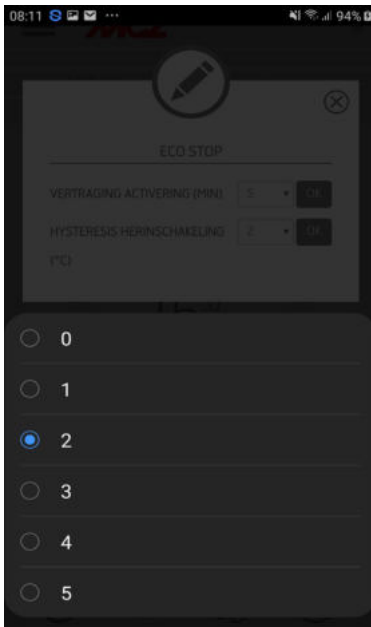 08:11 94%
MCZ
ECO STOP
VERTRAGING ACTIVERING (MIN) 5 OK
HYSTERESIS HERINSCHAKELING 2 OK
(°C)
0
1
2
3
4
5